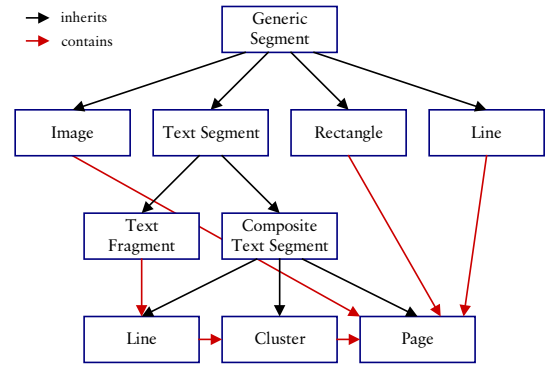 inherits
contains
Generic
Segment
Image
Text Segment
Rectangle
Line
Text
Fragment
Composite
Text Segment
Line
Cluster
Page